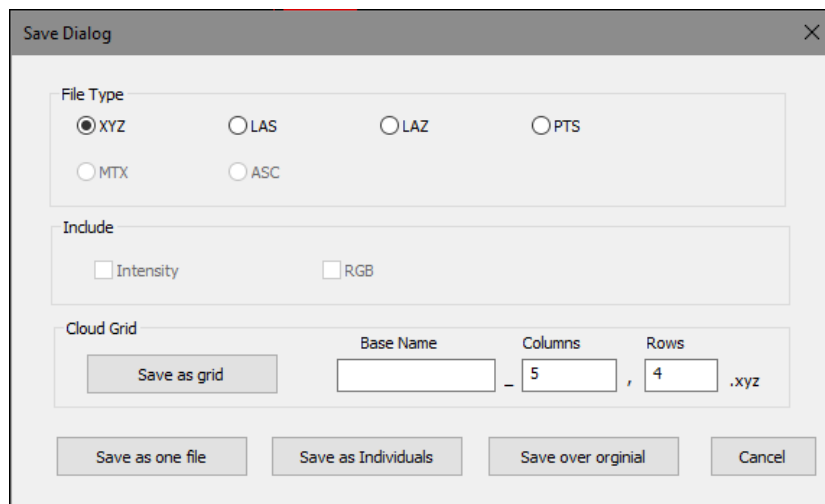 Save Dialog
File Type
XYZ LAS LAZ PTS
MTX ASC
Include
Intensity RGB
Cloud Grid
Base Name Columns Rows
Save as grid _ 5 , 4 .xyz
Save as one file Save as Individuals Save over orginial Cancel